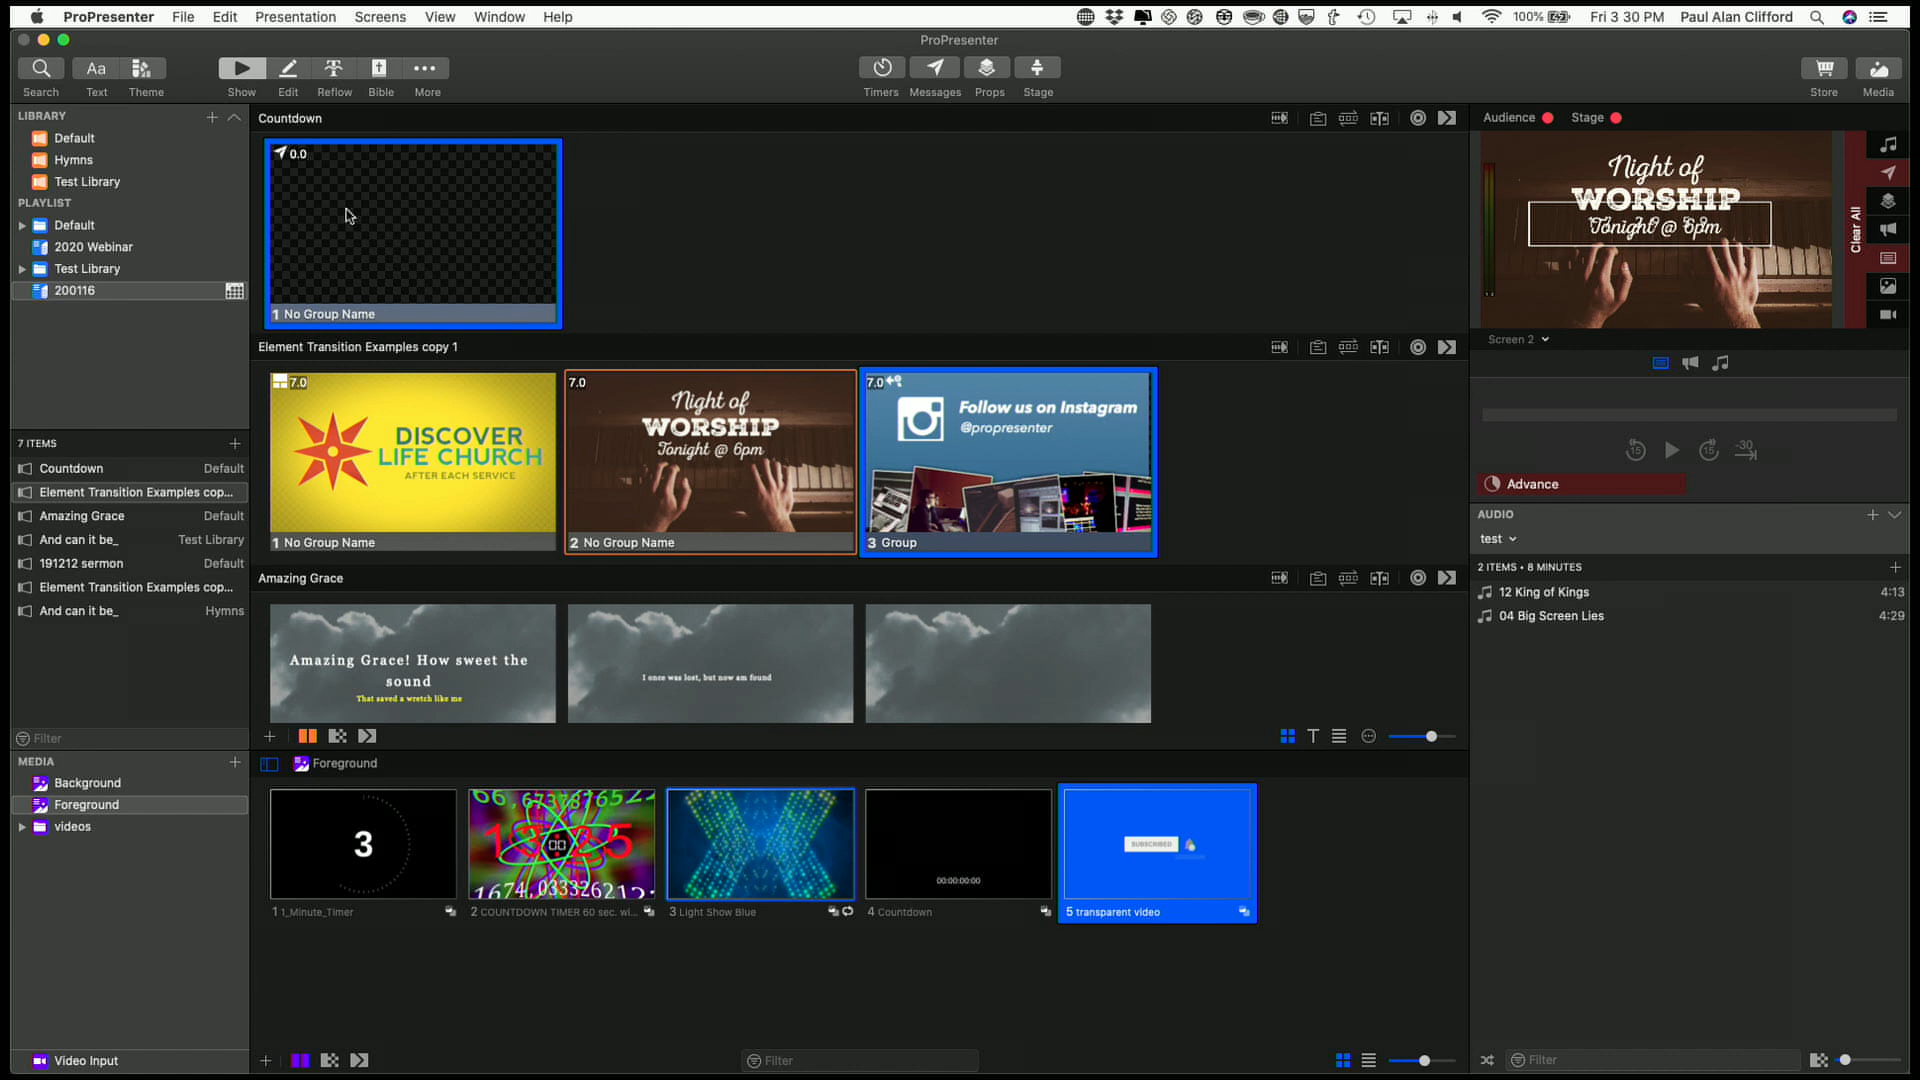 ProPresenter File Edit Presentation Screens View Window Help
100% Fri 3 30 PM Paul Alan Clifford
ProPresenter
Aa
Search Text Theme Show Edit Reflow Bible More
Timers Messages Props Stage
Store Media
LIBRARY
Default
Hymns
Test Library
PLAYLIST
Default
2020 Webinar
Test Library
200116
7 ITEMS
Countdown Default
Element Transition Examples cop...
Amazing Grace Default
And can it be_ Test Library
191212 sermon Default
Element Transition Examples cop...
And can it be_ Hymns
Filter
MEDIA
Background
Foreground
videos
Video Input
Countdown
0.0
1 No Group Name
Element Transition Examples copy 1
7.0
DISCOVER
LIFE CHURCH
AFTER EACH SERVICE
1 No Group Name
7.0
Night of
WORSHIP
Tonight @ 6pm
2 No Group Name
7.0
Follow us on Instagram
@propresenter
3 Group
Amazing Grace
Amazing Grace! How sweet the
sound
That saved a wretch like me
I once was lost, but now am found
T
Foreground
3
1 1_Minute_Timer
2 COUNTDOWN TIMER 60 sec. wi...
3 Light Show Blue
00:00:00:00
4 Countdown
SUBSCRIBED
5 transparent video
Filter
Audience Stage
Night of
WORSHIP
Tonight @ 6pm
Clear All
Screen 2
15 15 -30
Advance
AUDIO
test
2 ITEMS • 8 MINUTES
12 King of Kings 4:13
04 Big Screen Lies 4:29
Filter